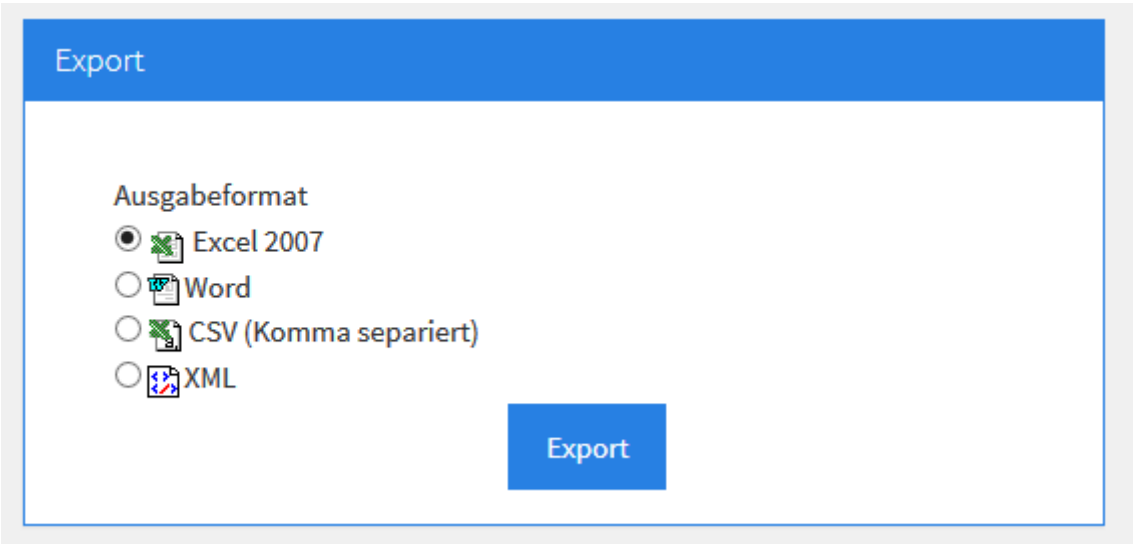 Export
Ausgabeformat
Excel 2007
Word
CSV (Komma separiert)
XML
Export